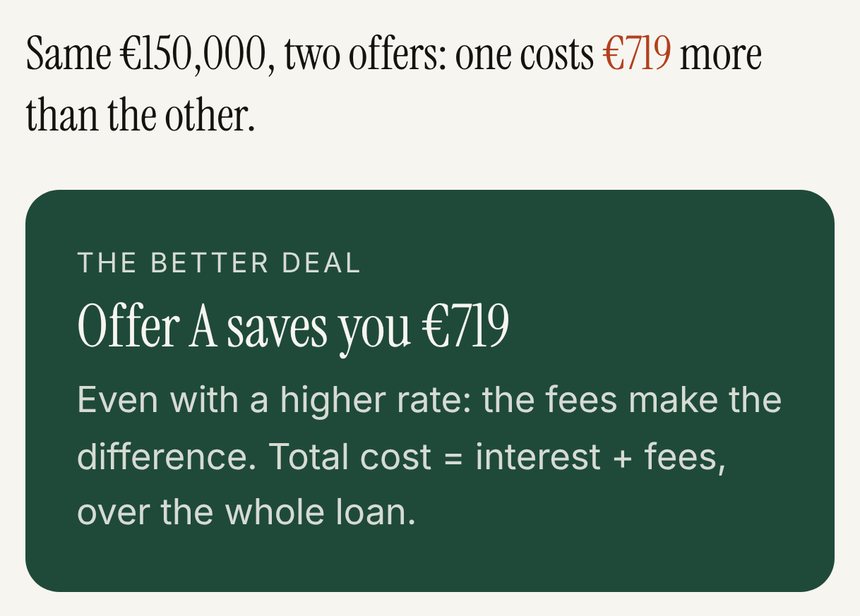 Same €150,000, two offers: one costs €719 more
than the other.
THE BETTER DEAL
Offer A saves you €719
Even with a higher rate: the fees make the
difference. Total cost = interest + fees,
over the whole loan.